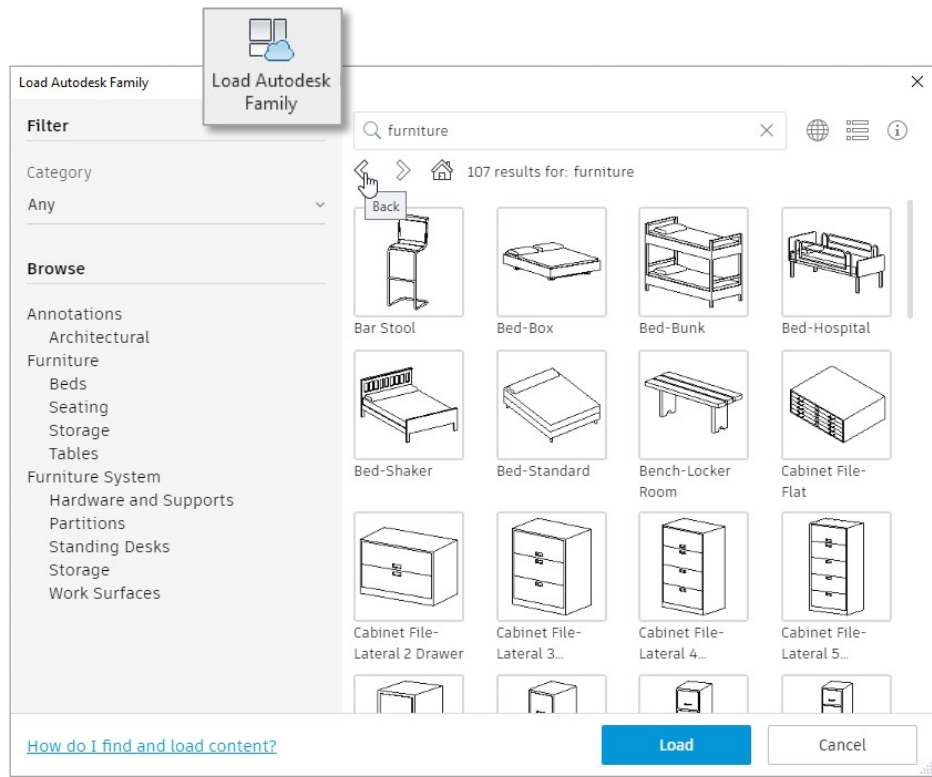 Load Autodesk
Family
Load Autodesk Family
Filter
Category
Any
Browse
Annotations
Architectural
Furniture
Beds
Seating
Storage
Tables
Furniture System
Hardware and Supports
Partitions
Standing Desks
Storage
Work Surfaces
furniture
107 results for: furniture
Back
Bar Stool
Bed-Box
Bed-Bunk
Bed-Hospital
Bed-Shaker
Bed-Standard
Bench-Locker
Room
Cabinet File-
Flat
Cabinet File-
Lateral 2 Drawer
Cabinet File-
Lateral 3...
Cabinet File-
Lateral 4...
Cabinet File-
Lateral 5...
How do I find and load content?
Load
Cancel